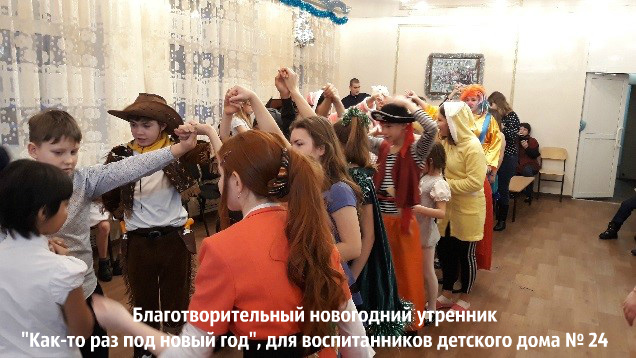 Благотворительный новогодний утренник
"Как-то раз под новый год", для воспитанников детского дома № 24